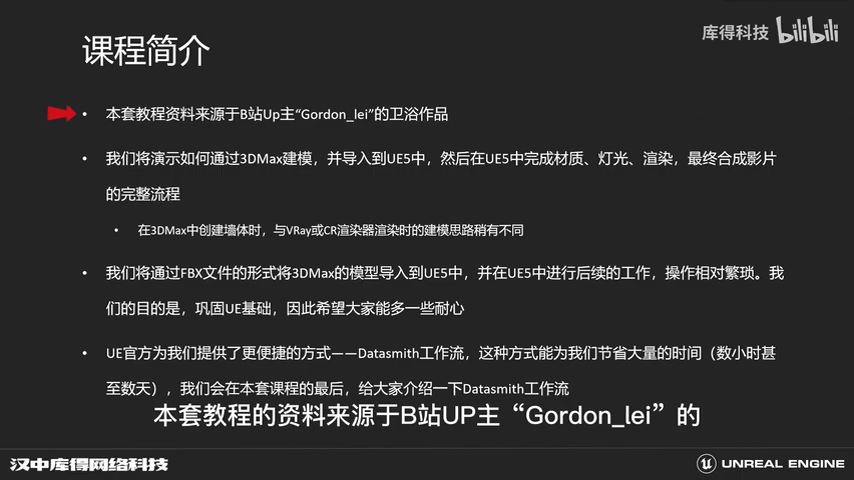 课程简介
库得科技 bilibili
• 本套教程资料来源于B站Up主“Gordon_lei”的卫浴作品
• 我们将演示如何通过3DMax建模，并导入到UE5中，然后在UE5中完成材质、灯光、渲染，最终合成影片
的完整流程
• 在3DMax中创建墙体时，与VRay或CR渲染器渲染时的建模思路稍有不同
• 我们将通过FBX文件的形式将3DMax的模型导入到UE5中，并在UE5中进行后续的工作，操作相对繁琐。我
们的目的是，巩固UE基础，因此希望大家能多一些耐心
• UE官方为我们提供了更便捷的方式——Datasmith工作流，这种方式能为我们节省大量的时间（数小时甚
至数天），我们会在本套课程的最后，给大家介绍一下Datasmith工作流
本套教程的资料来源于B站UP主“Gordon_lei”的
汉中库得网络科技
UNREAL ENGINE